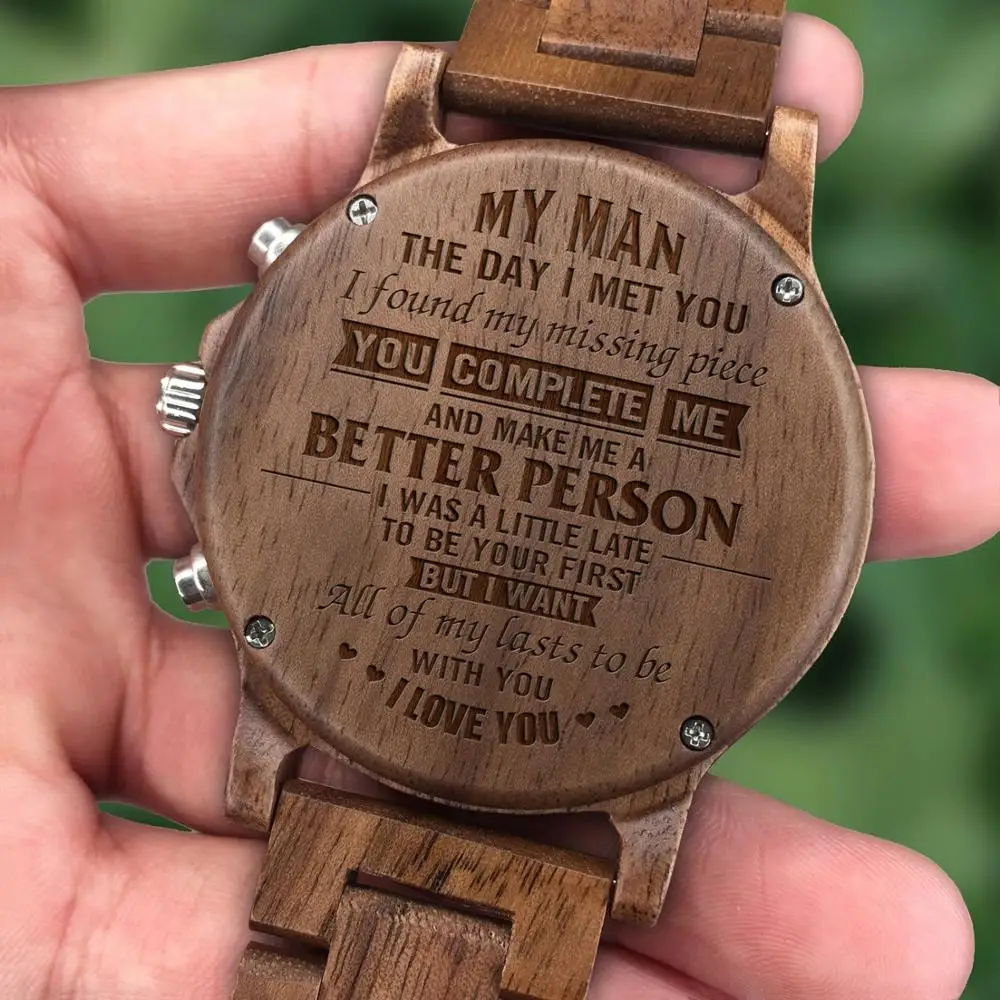 MY MAN
THE DAY I MET YOU
I found my missing piece
YOU COMPLETE ME
AND MAKE ME A
BETTER PERSON
I WAS A LITTLE LATE
TO BE YOUR FIRST
BUT I WANT
All of my lasts to be
WITH YOU
I LOVE YOU